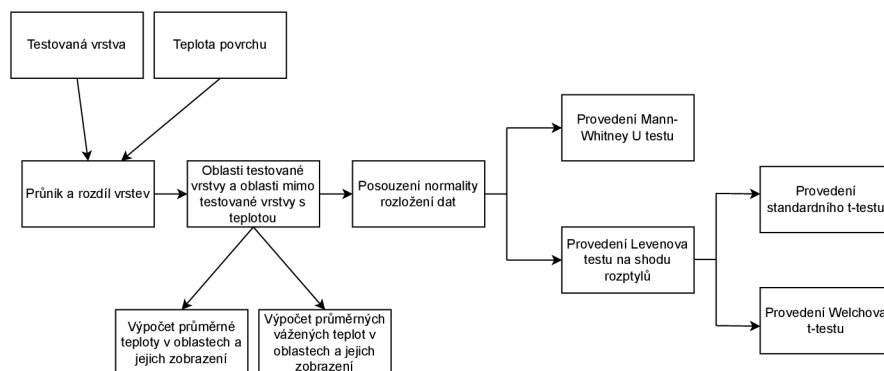 Testovaná vrstva
Teplota povrchu
Průnik a rozdíl vrstev
Oblasti testované
vrstvy a oblasti mimo
testované vrstvy s
teplotou
Posouzení normality
rozložení dat
Provedení Mann-
Whitney U testu
Provedení Levenova
testu na shodu
rozptylů
Provedení
standardního t-testu
Provedení Welchova
t-testu
Výpočet průměrné
teploty v oblastech a
jejich zobrazení
Výpočet průměrných
vážených teplot v
oblastech a jejich
zobrazení